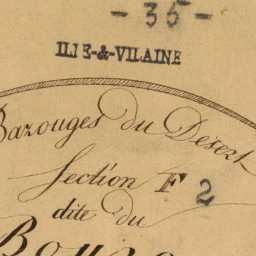 - 35 -
ILLE-&-VILAINE
Bazouges du Desert
Section F 2
dite du